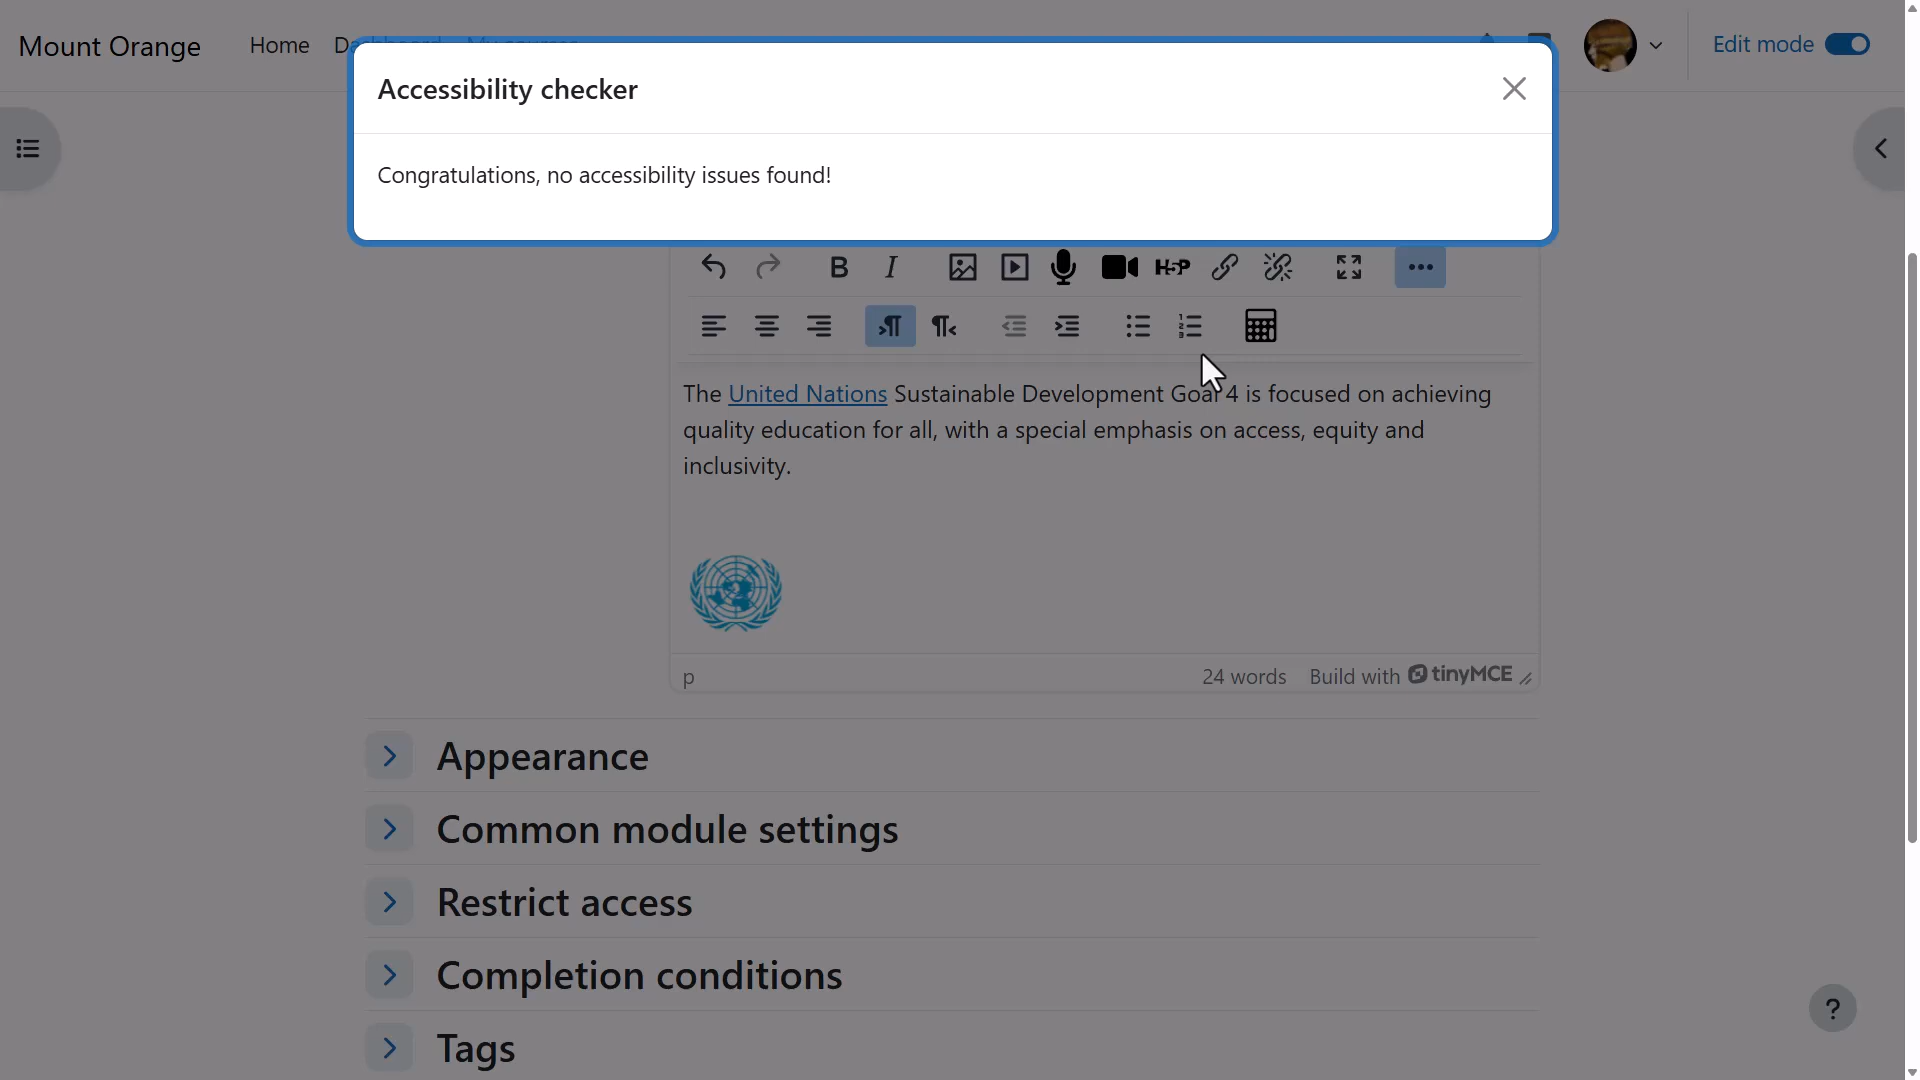 Mount Orange
Home
Edit mode
Accessibility checker
Congratulations, no accessibility issues found!
B I H5P
The United Nations Sustainable Development Goal 4 is focused on achieving
quality education for all, with a special emphasis on access, equity and
inclusivity.
p
24 words
Build with tinyMCE
Appearance
Common module settings
Restrict access
Completion conditions
?
Tags